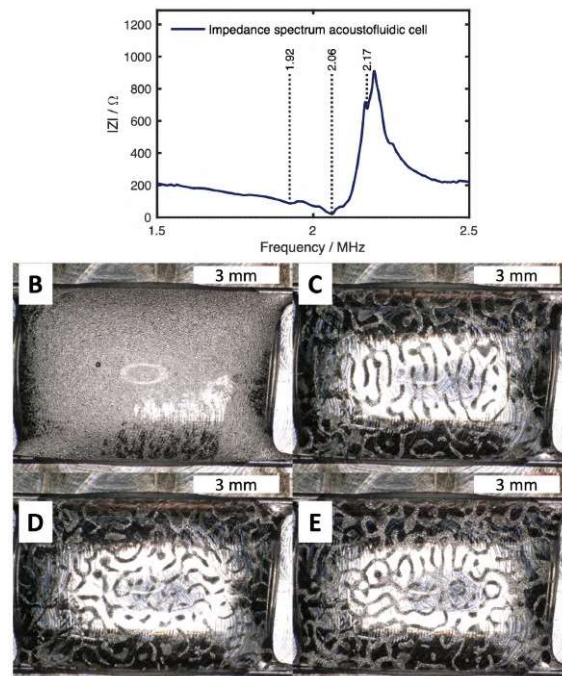 1200
1000
800
600
400
200
0
|Z| / Ω
Impedance spectrum acoustofluidic cell
1.92
2.06
2.17
1.5
2
2.5
Frequency / MHz
B
3 mm
C
3 mm
D
3 mm
E
3 mm